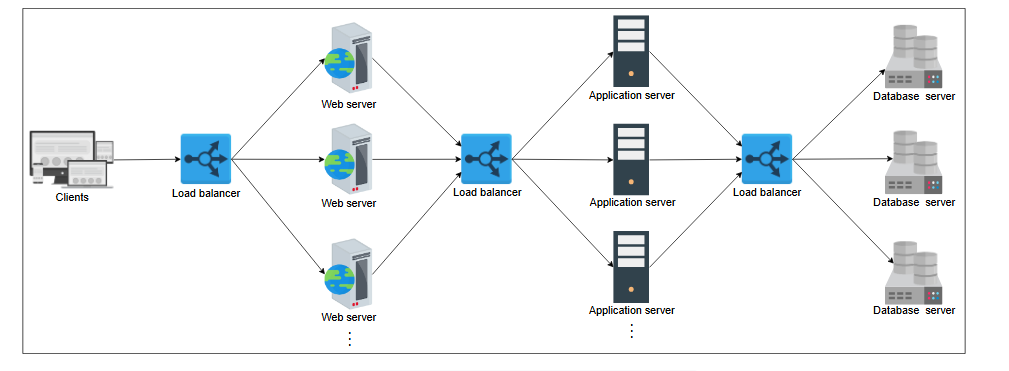 Web server
Application server
Database server
Clients
Load balancer
Web server
Load balancer
Application server
Load balancer
Database server
Web server
Application server
Database server